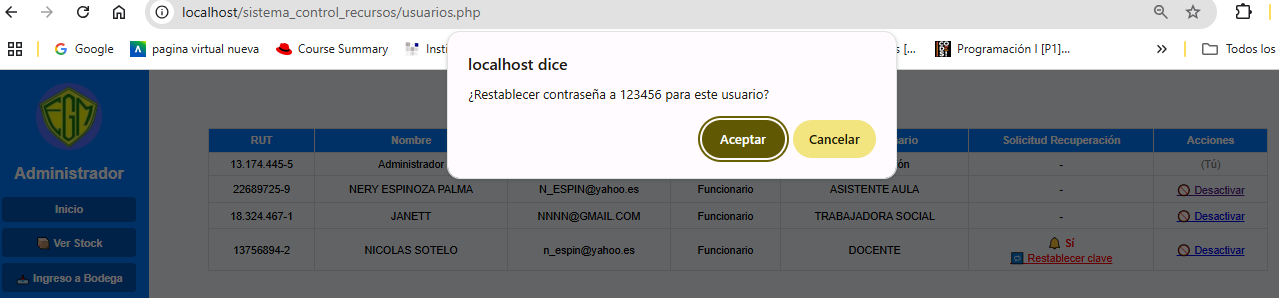 localhost/sistema_control_recursos/usuarios.php
Google
pagina virtual nueva
Course Summary
Insti
s [...
Programación I [P1]...
»
Todos los
localhost dice
¿Restablecer contraseña a 123456 para este usuario?
Aceptar
Cancelar
EGM
Administrador
Inicio
Ver Stock
Ingreso a Bodega
RUT Nombre Solicitud Recuperación Acciones
13.174.445-5 Administrador - (Tú)
22689725-9 NERY ESPINOZA PALMA N_ESPIN@yahoo.es Funcionario ASISTENTE AULA - Desactivar
18.324.467-1 JANETT NNNN@GMAIL.COM Funcionario TRABAJADORA SOCIAL - Desactivar
13756894-2 NICOLAS SOTELO n_espin@yahoo.es Funcionario DOCENTE Sí Desactivar
Restablecer clave